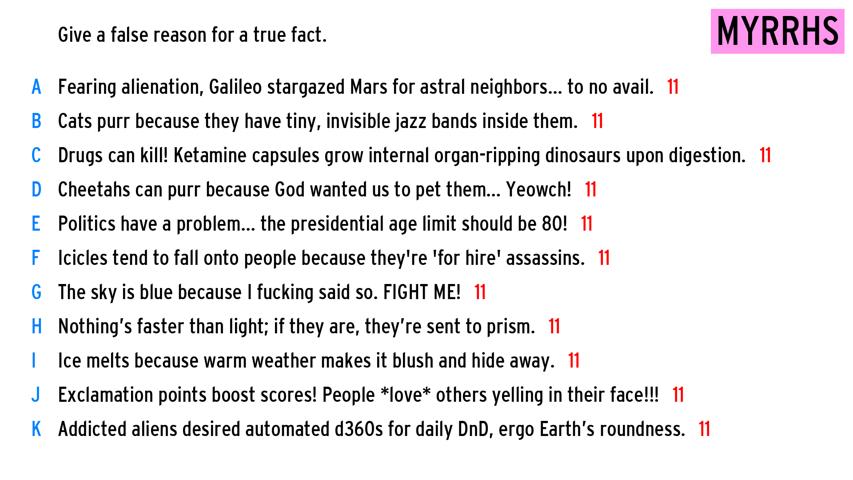 Give a false reason for a true fact.
MYRRHS
A Fearing alienation, Galileo stargazed Mars for astral neighbors... to no avail. 11
B Cats purr because they have tiny, invisible jazz bands inside them. 11
C Drugs can kill! Ketamine capsules grow internal organ-ripping dinosaurs upon digestion. 11
D Cheetahs can purr because God wanted us to pet them... Yeowch! 11
E Politics have a problem... the presidential age limit should be 80! 11
F Icicles tend to fall onto people because they're 'for hire' assassins. 11
G The sky is blue because I fucking said so. FIGHT ME! 11
H Nothing’s faster than light; if they are, they’re sent to prism. 11
I Ice melts because warm weather makes it blush and hide away. 11
J Exclamation points boost scores! People *love* others yelling in their face!!! 11
K Addicted aliens desired automated d360s for daily DnD, ergo Earth’s roundness. 11